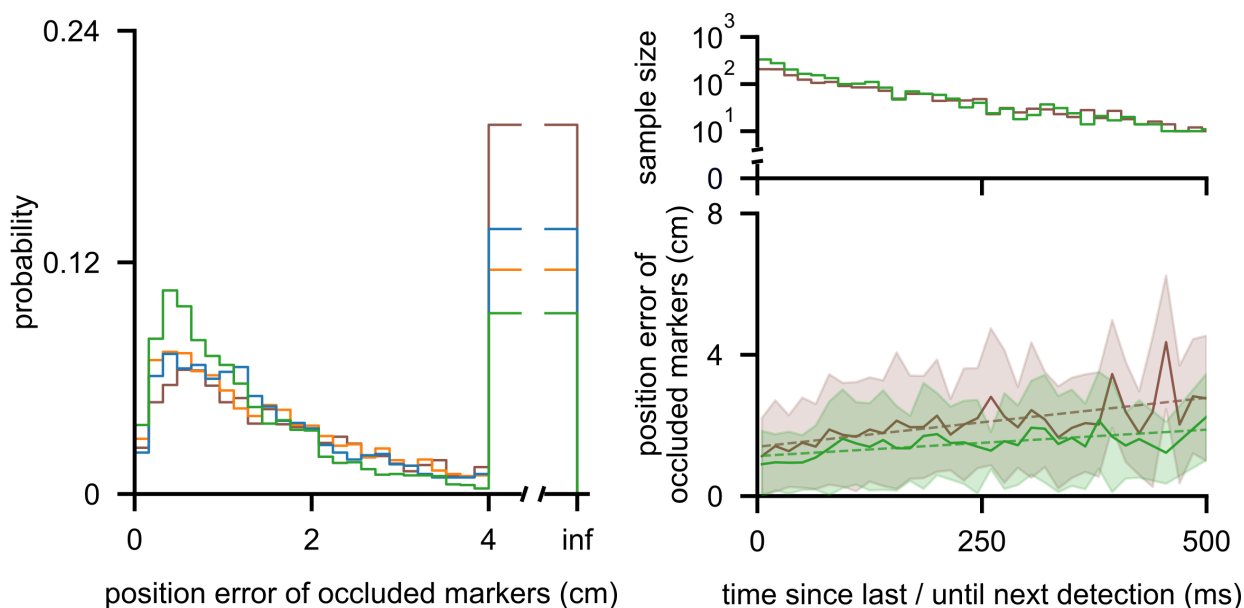 0.24
0.12
0
probability
0
2
4
inf
position error of occluded markers (cm)
sample size
10³
10²
10¹
0
position error of
occluded markers (cm)
8
4
0
0
250
500
time since last / until next detection (ms)